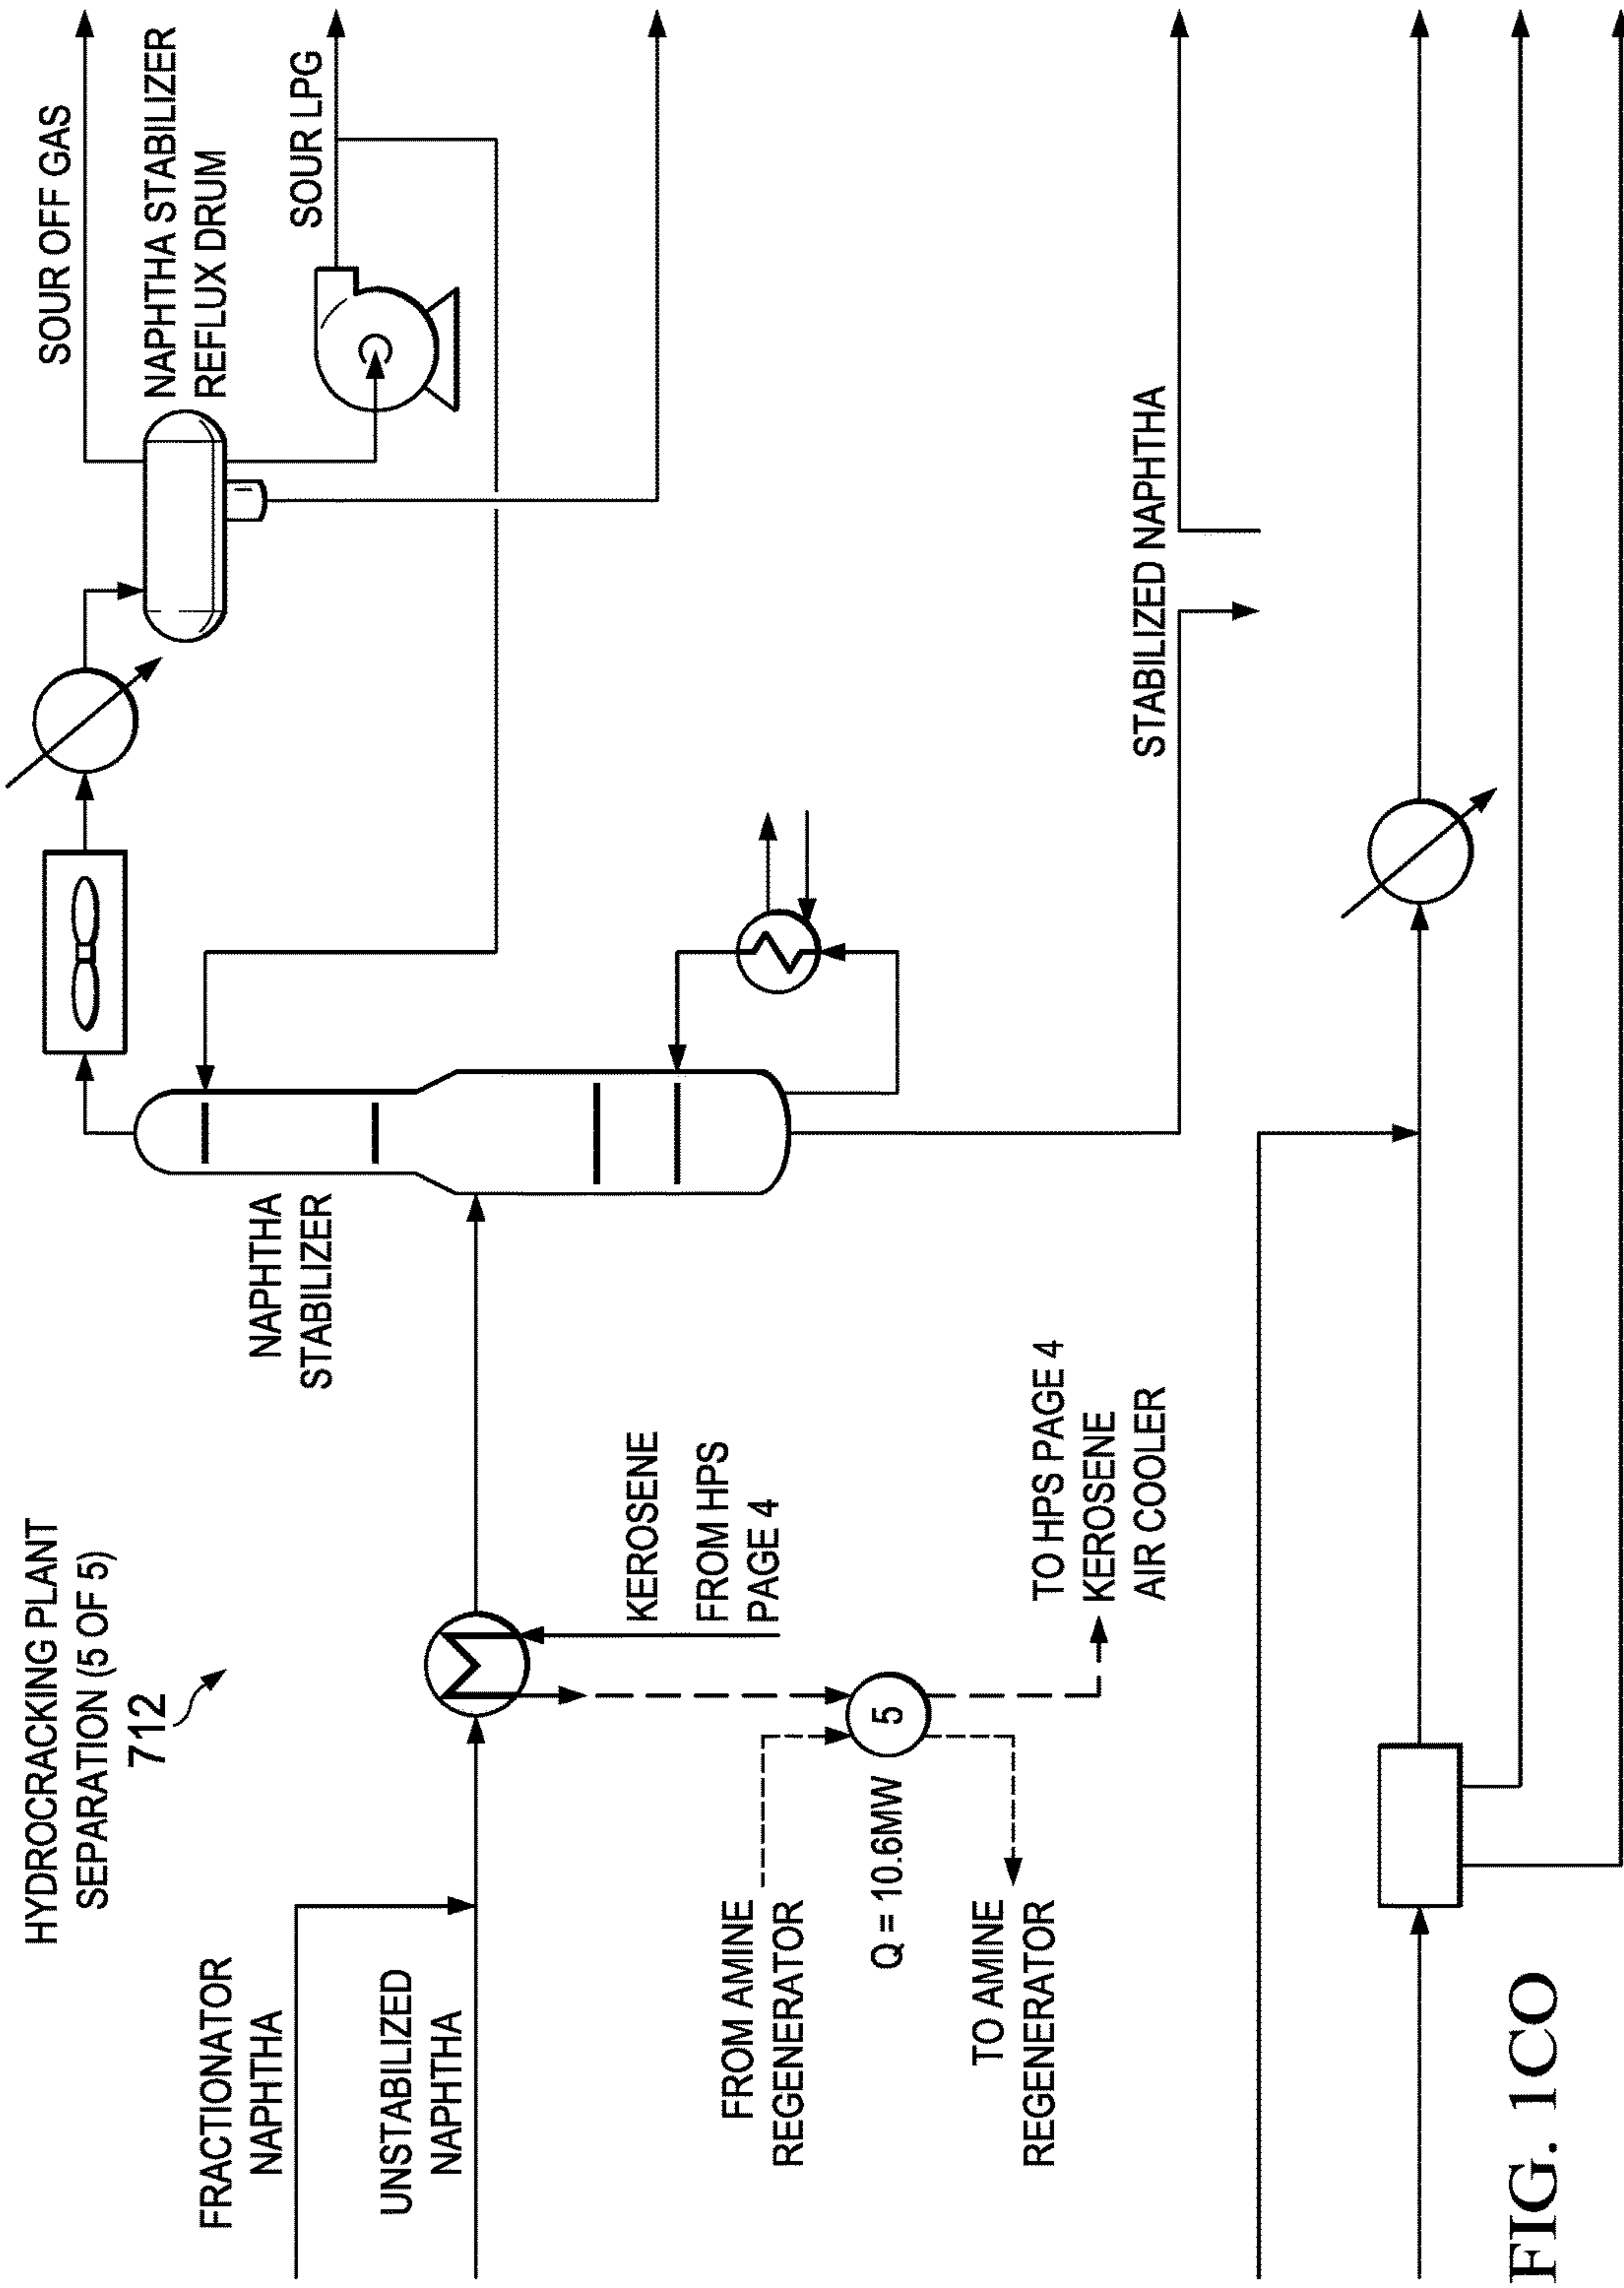 HYDROCRACKING PLANT
SEPARATION (5 OF 5)
712
FRACTIONATOR
NAPHTHA
UNSTABILIZED
NAPHTHA
NAPHTHA
STABILIZER
SOUR OFF GAS
NAPHTHA STABILIZER
REFLUX DRUM
SOUR LPG
KEROSENE
FROM HPS
PAGE 4
FROM AMINE
REGENERATOR
5
Q = 10.6MW
TO AMINE
REGENERATOR
TO HPS PAGE 4
KEROSENE
AIR COOLER
STABILIZED NAPHTHA
FIG. 1CO